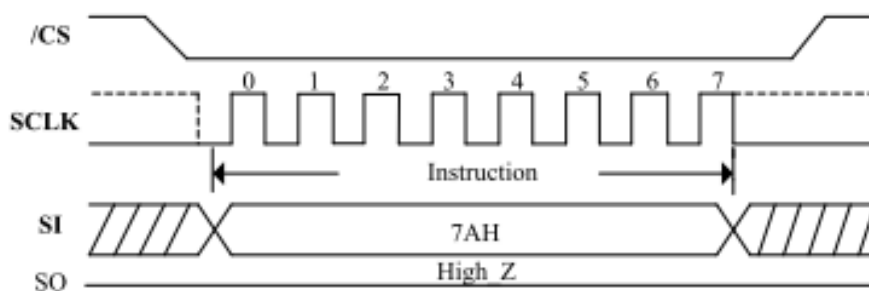 /CS
0 1 2 3 4 5 6 7
SCLK
Instruction
SI
7AH
High_Z
SO